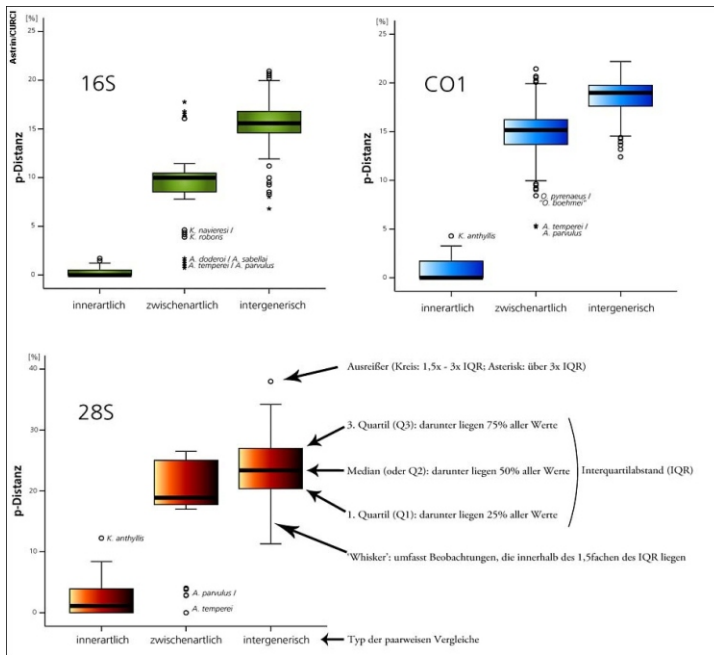 Astrin/CURCI
[%]
16S
p-Distanz
25
20
15
10
5
0
K. navieresi /
K. roboris
A. doderoi / A. sabellai
A. temperei / A. parvulus
innerartlich
zwischenartlich
intergenerisch
[%]
CO1
p-Distanz
25
20
15
10
5
0
K. anthyllis
O. pyrenaeus /
"O. boehmei"
A. temperei /
A. parvulus
innerartlich
zwischenartlich
intergenerisch
[%]
28S
p-Distanz
40
30
20
10
0
K. anthyllis
A. parvulus /
A. temperei
innerartlich
zwischenartlich
intergenerisch
Ausreißer (Kreis: 1,5x - 3x IQR; Asterisk: über 3x IQR)
3. Quartil (Q3): darunter liegen 75% aller Werte
Median (oder Q2): darunter liegen 50% aller Werte
Interquartilabstand (IQR)
1. Quartil (Q1): darunter liegen 25% aller Werte
'Whisker': umfasst Beobachtungen, die innerhalb des 1,5fachen des IQR liegen
Typ der paarweisen Vergleiche